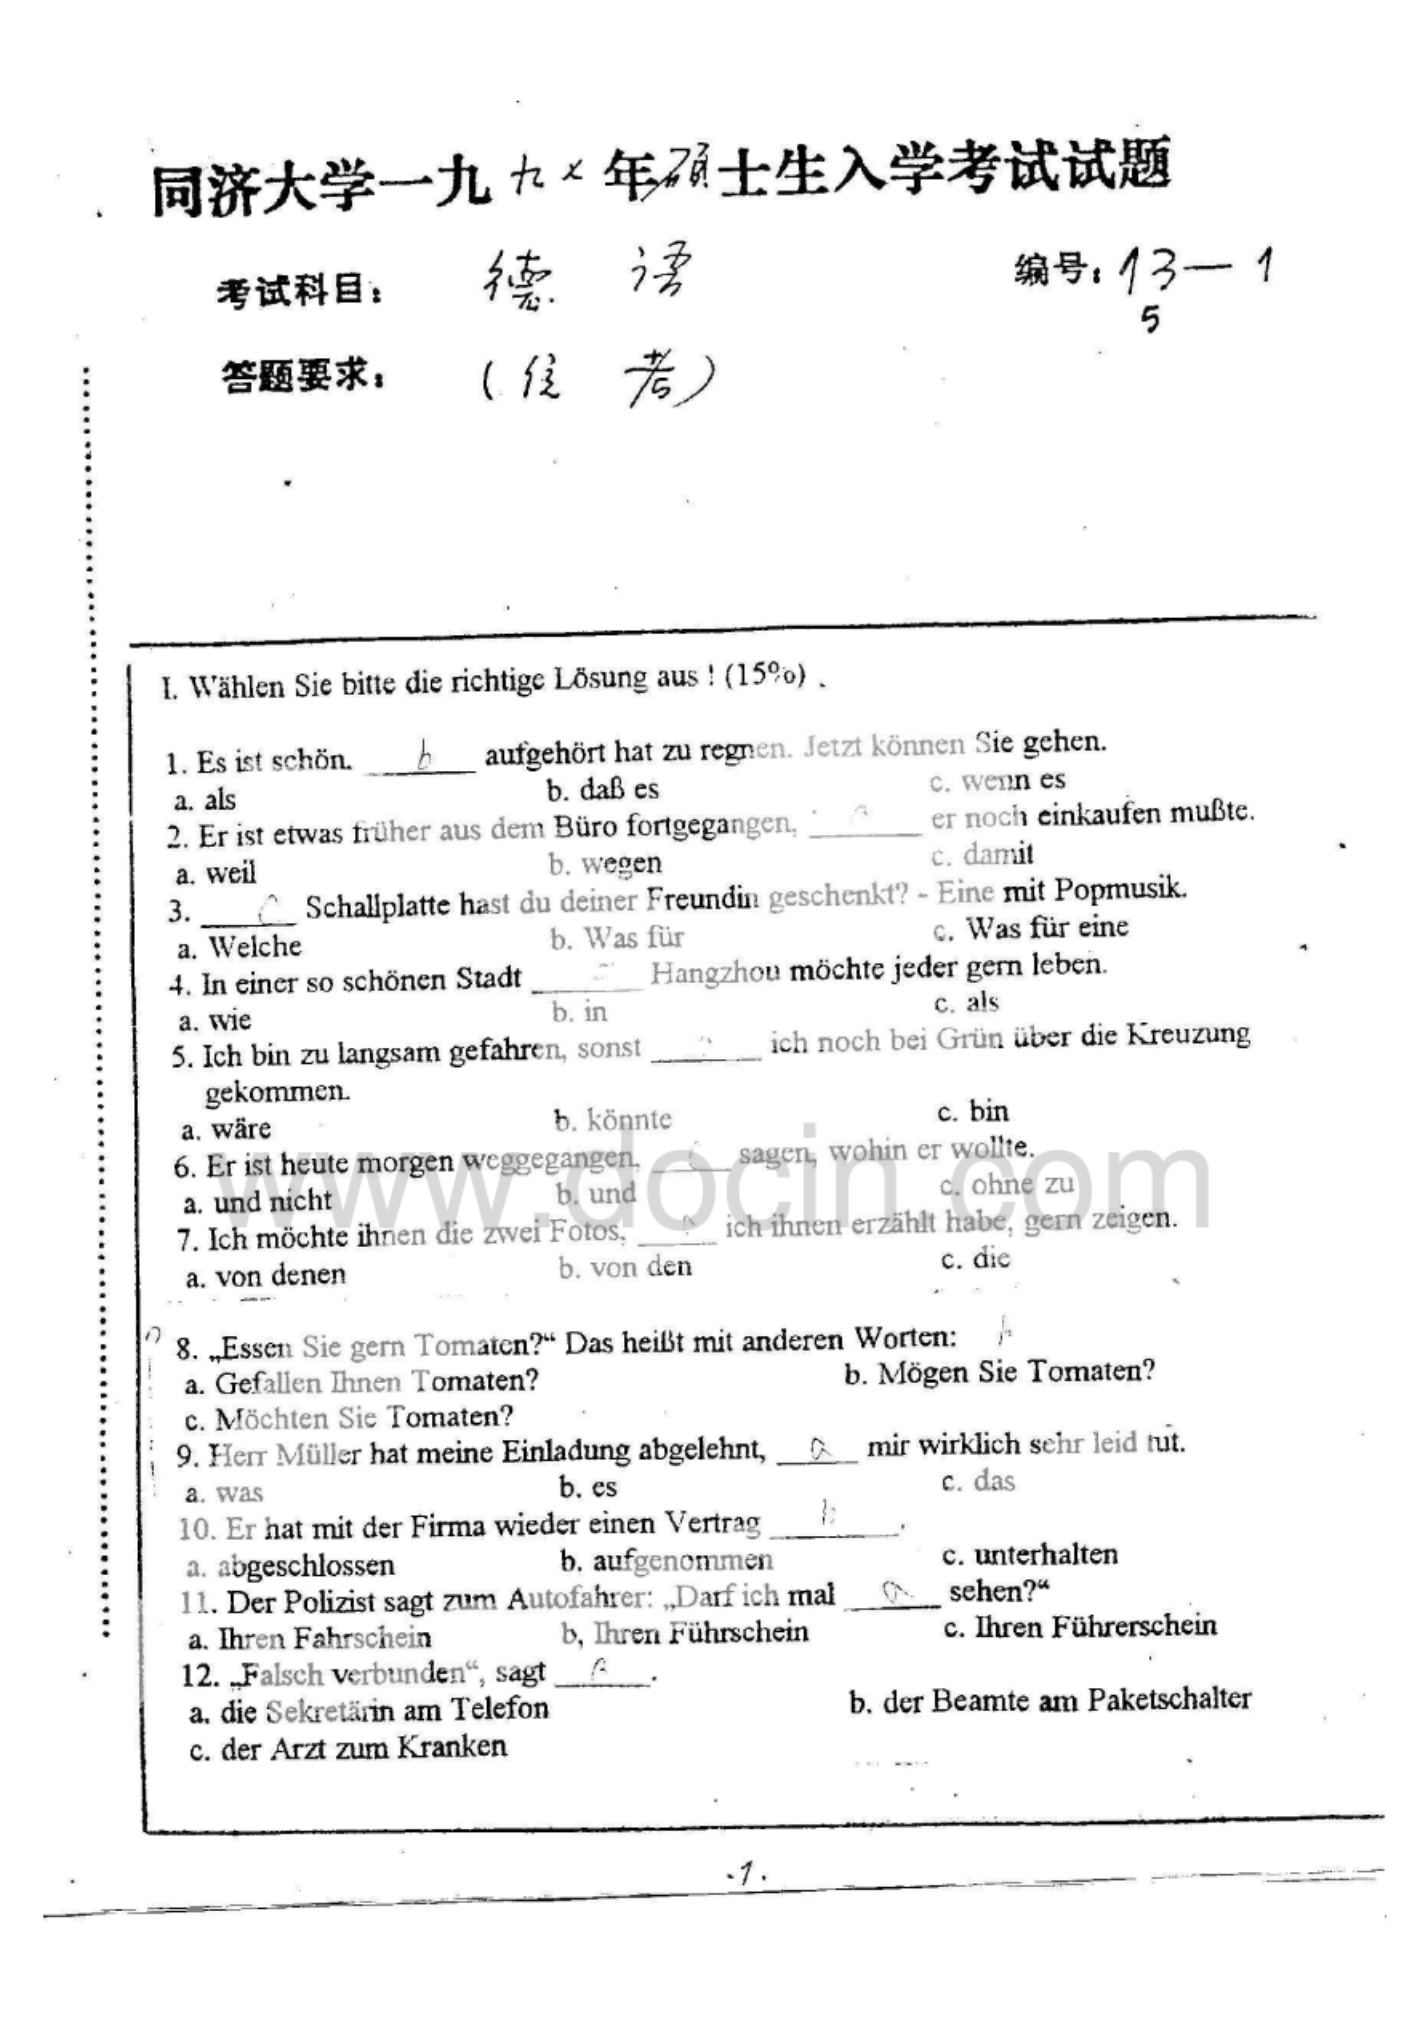 同济大学一九九七年硕士生入学考试试题
考试科目: 德 语 编号: 13—1
5
答题要求: ( 统 考 )
I. Wählen Sie bitte die richtige Lösung aus ! (15%)
1. Es ist schön. b aufgehört hat zu regnen. Jetzt können Sie gehen.
a. als b. daß es c. wenn es
2. Er ist etwas früher aus dem Büro fortgegangen, ______ er noch einkaufen mußte.
a. weil b. wegen c. damit
3. c Schallplatte hast du deiner Freundin geschenkt? - Eine mit Popmusik.
a. Welche b. Was für c. Was für eine
4. In einer so schönen Stadt ______ Hangzhou möchte jeder gern leben.
a. wie b. in c. als
5. Ich bin zu langsam gefahren, sonst ______ ich noch bei Grün über die Kreuzung
gekommen.
a. wäre b. könnte c. bin
6. Er ist heute morgen weggegangen, c sagen, wohin er wollte.
a. und nicht b. und c. ohne zu
7. Ich möchte ihnen die zwei Fotos, ______ ich ihnen erzählt habe, gern zeigen.
a. von denen b. von den c. die
8. „Essen Sie gern Tomaten?“ Das heißt mit anderen Worten: b
a. Gefallen Ihnen Tomaten? b. Mögen Sie Tomaten?
c. Möchten Sie Tomaten?
9. Herr Müller hat meine Einladung abgelehnt, a mir wirklich sehr leid tut.
a. was b. es c. das
10. Er hat mit der Firma wieder einen Vertrag b.
a. abgeschlossen b. aufgenommen c. unterhalten
11. Der Polizist sagt zum Autofahrer: „Darf ich mal a sehen?“
a. Ihren Fahrschein b, Ihren Führschein c. Ihren Führerschein
12. „Falsch verbunden“, sagt a.
a. die Sekretärin am Telefon b. der Beamte am Paketschalter
c. der Arzt zum Kranken
www.docin.com
.1.